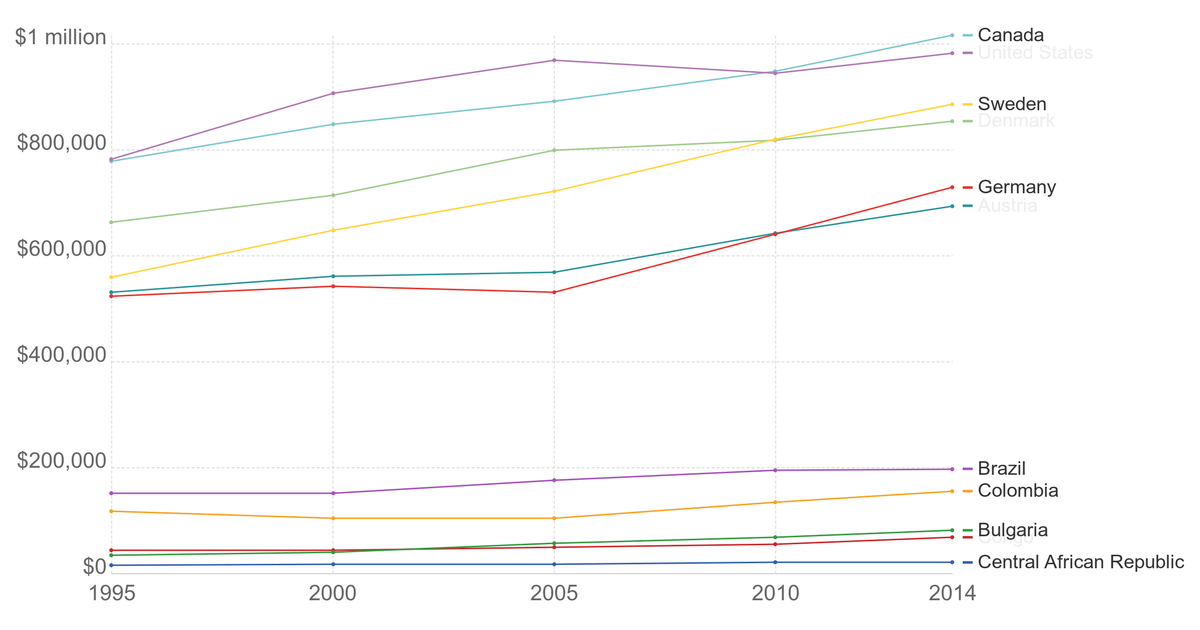 $1 million
$800,000
$600,000
$400,000
$200,000
$0
1995
2000
2005
2010
2014
Canada
United States
Sweden
Denmark
Germany
Austria
Brazil
Colombia
Bulgaria
Central African Republic